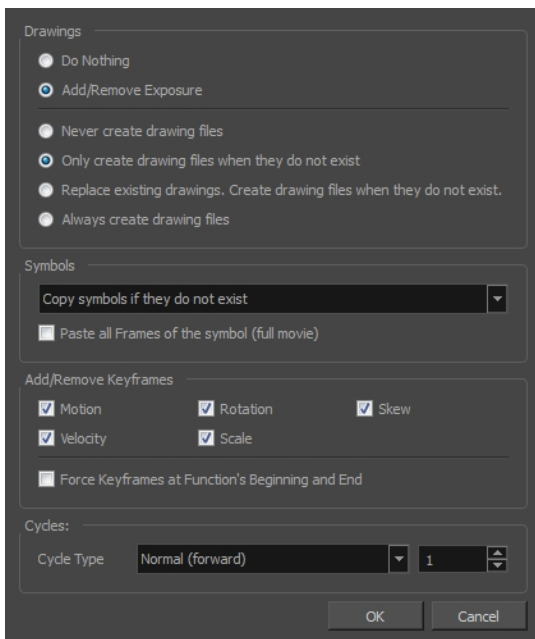 Drawings
Do Nothing
Add/Remove Exposure
Never create drawing files
Only create drawing files when they do not exist
Replace existing drawings. Create drawing files when they do not exist.
Always create drawing files
Symbols
Copy symbols if they do not exist
Paste all Frames of the symbol (full movie)
Add/Remove Keyframes
Motion Rotation Skew
Velocity Scale
Force Keyframes at Function's Beginning and End
Cycles:
Cycle Type Normal (forward) 1
OK Cancel